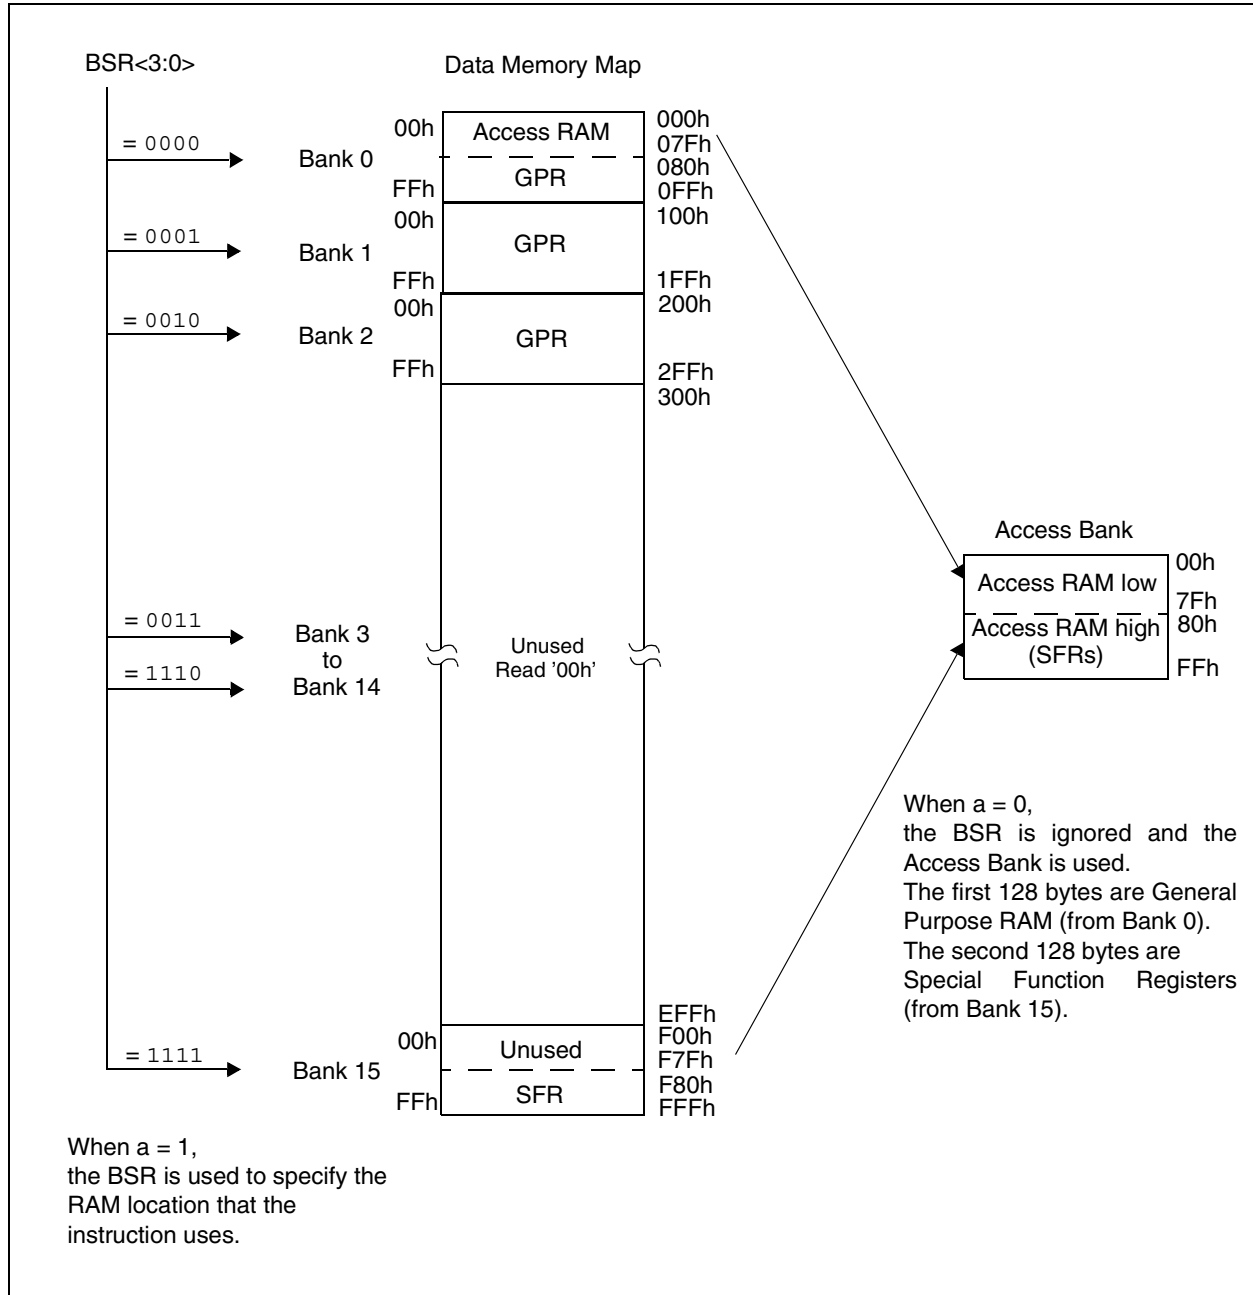 BSR<3:0>
Data Memory Map
= 0000
Bank 0
00h
Access RAM
000h
07Fh
GPR
080h
FFh
0FFh
= 0001
Bank 1
00h
GPR
100h
FFh
1FFh
= 0010
Bank 2
00h
GPR
200h
FFh
2FFh
300h
Access Bank
Access RAM low
00h
7Fh
Access RAM high
(SFRs)
80h
FFh
= 0011
Bank 3
to
= 1110
Bank 14
Unused
Read '00h'
When a = 0,
the BSR is ignored and the
Access Bank is used.
The first 128 bytes are General
Purpose RAM (from Bank 0).
The second 128 bytes are
Special Function Registers
(from Bank 15).
EFFh
= 1111
Bank 15
00h
Unused
F00h
F7Fh
FFh
SFR
F80h
FFFh
When a = 1,
the BSR is used to specify the
RAM location that the
instruction uses.